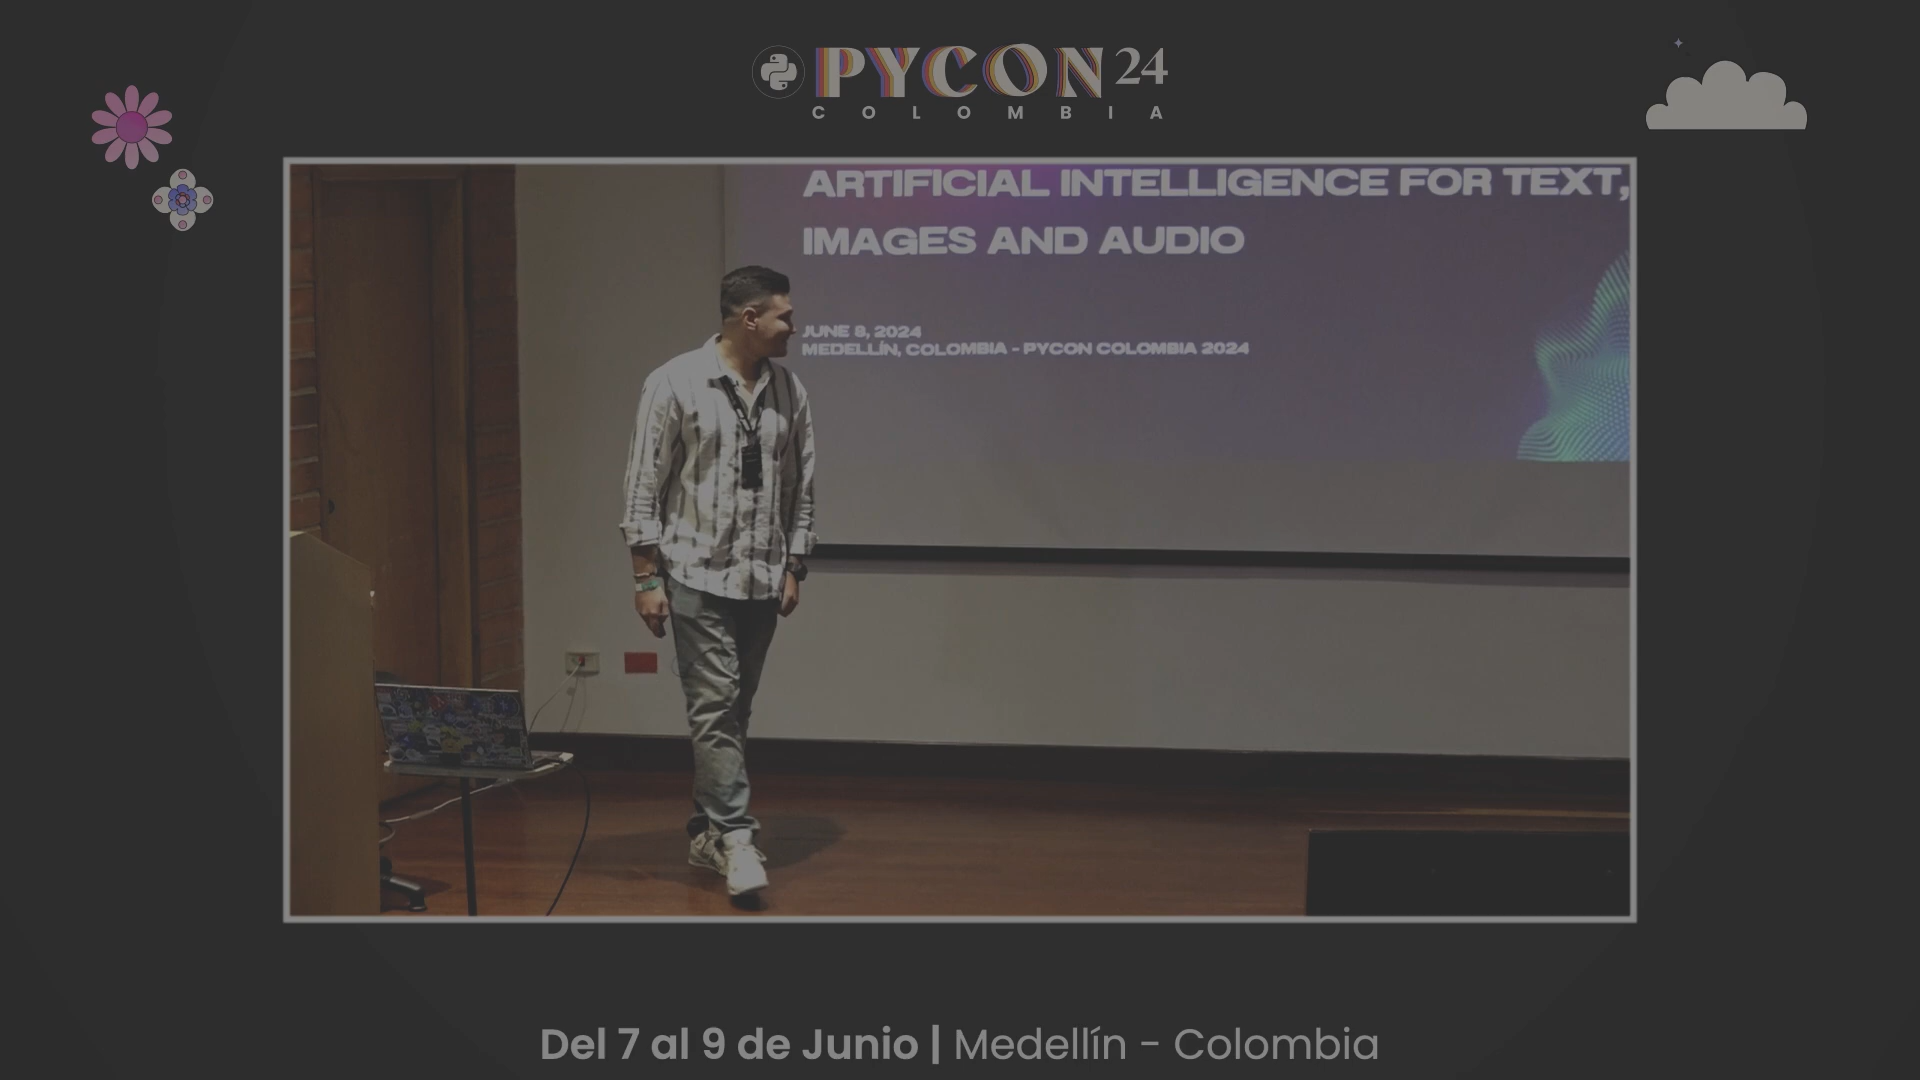 PYCON 24
COLOMBIA
ARTIFICIAL INTELLIGENCE FOR TEXT,
IMAGES AND AUDIO
JUNE 8, 2024
MEDELLÍN, COLOMBIA - PYCON COLOMBIA 2024
Del 7 al 9 de Junio | Medellín - Colombia